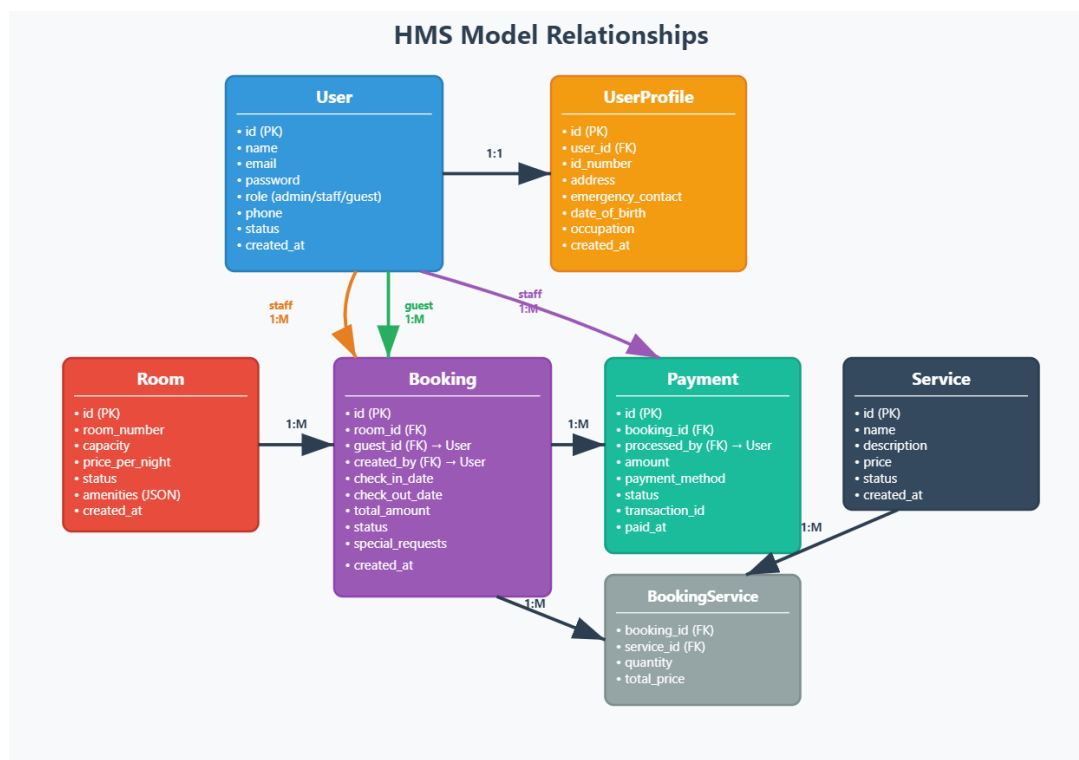 HMS Model Relationships
User
• id (PK)
• name
• email
• password
• role (admin/staff/guest)
• phone
• status
• created_at
1:1
UserProfile
• id (PK)
• user_id (FK)
• id_number
• address
• emergency_contact
• date_of_birth
• occupation
• created_at
staff
1:M
guest
1:M
staff
1:M
Room
• id (PK)
• room_number
• capacity
• price_per_night
• status
• amenities (JSON)
• created_at
1:M
Booking
• id (PK)
• room_id (FK)
• guest_id (FK) → User
• created_by (FK) → User
• check_in_date
• check_out_date
• total_amount
• status
• special_requests
• created_at
1:M
Payment
• id (PK)
• booking_id (FK)
• processed_by (FK) → User
• amount
• payment_method
• status
• transaction_id
• paid_at
Service
• id (PK)
• name
• description
• price
• status
• created_at
1:M
1:M
BookingService
• booking_id (FK)
• service_id (FK)
• quantity
• total_price